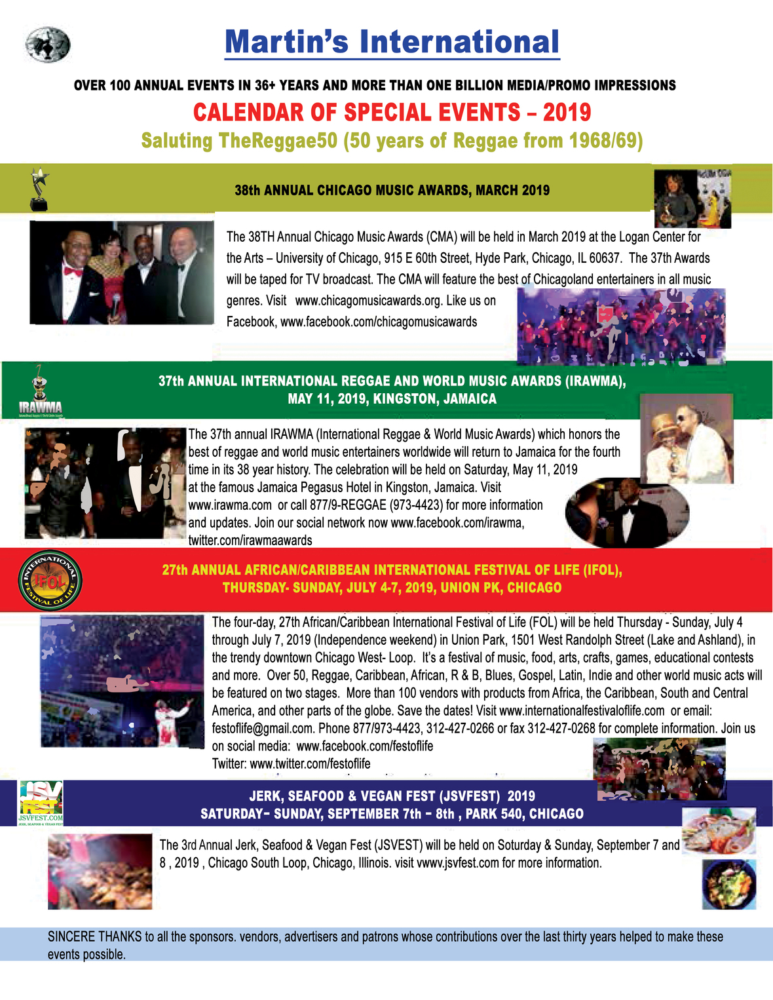 Martin's International
OVER 100 ANNUAL EVENTS IN 36+ YEARS AND MORE THAN ONE BILLION MEDIA/PROMO IMPRESSIONS
CALENDAR OF SPECIAL EVENTS – 2019
Saluting TheReggae50 (50 years of Reggae from 1968/69)
38th ANNUAL CHICAGO MUSIC AWARDS, MARCH 2019
The 38TH Annual Chicago Music Awards (CMA) will be held in March 2019 at the Logan Center for
the Arts – University of Chicago, 915 E 60th Street, Hyde Park, Chicago, IL 60637. The 37th Awards
will be taped for TV broadcast. The CMA will feature the best of Chicagoland entertainers in all music
genres. Visit www.chicagomusicawards.org. Like us on
Facebook, www.facebook.com/chicagomusicawards
IRAWMA
37th ANNUAL INTERNATIONAL REGGAE AND WORLD MUSIC AWARDS (IRAWMA),
MAY 11, 2019, KINGSTON, JAMAICA
The 37th annual IRAWMA (International Reggae & World Music Awards) which honors the
best of reggae and world music entertainers worldwide will return to Jamaica for the fourth
time in its 38 year history. The celebration will be held on Saturday, May 11, 2019
at the famous Jamaica Pegasus Hotel in Kingston, Jamaica. Visit
www.irawma.com or call 877/9-REGGAE (973-4423) for more information
and updates. Join our social network now www.facebook.com/irawma,
twitter.com/irawmaawards
INTERNATIONAL
IFOL
FESTIVAL OF LIFE
27th ANNUAL AFRICAN/CARIBBEAN INTERNATIONAL FESTIVAL OF LIFE (IFOL),
THURSDAY- SUNDAY, JULY 4-7, 2019, UNION PK, CHICAGO
The four-day, 27th African/Caribbean International Festival of Life (FOL) will be held Thursday - Sunday, July 4
through July 7, 2019 (Independence weekend) in Union Park, 1501 West Randolph Street (Lake and Ashland), in
the trendy downtown Chicago West- Loop. It's a festival of music, food, arts, crafts, games, educational contests
and more. Over 50, Reggae, Caribbean, African, R & B, Blues, Gospel, Latin, Indie and other world music acts will
be featured on two stages. More than 100 vendors with products from Africa, the Caribbean, South and Central
America, and other parts of the globe. Save the dates! Visit www.internationalfestivaloflife.com or email:
festoflife@gmail.com. Phone 877/973-4423, 312-427-0266 or fax 312-427-0268 for complete information. Join us
on social media: www.facebook.com/festoflife
Twitter: www.twitter.com/festoflife
JSV
FEST
JSVFEST.COM
JERK, SEAFOOD & VEGAN FEST
JERK, SEAFOOD & VEGAN FEST (JSVFEST) 2019
SATURDAY– SUNDAY, SEPTEMBER 7th – 8th , PARK 540, CHICAGO
The 3rd Annual Jerk, Seafood & Vegan Fest (JSVEST) will be held on Soturday & Sunday, September 7 and
8 , 2019 , Chicago South Loop, Chicago, Illinois. visit vwwv.jsvfest.com for more information.
SINCERE THANKS to all the sponsors. vendors, advertisers and patrons whose contributions over the last thirty years helped to make these
events possible.